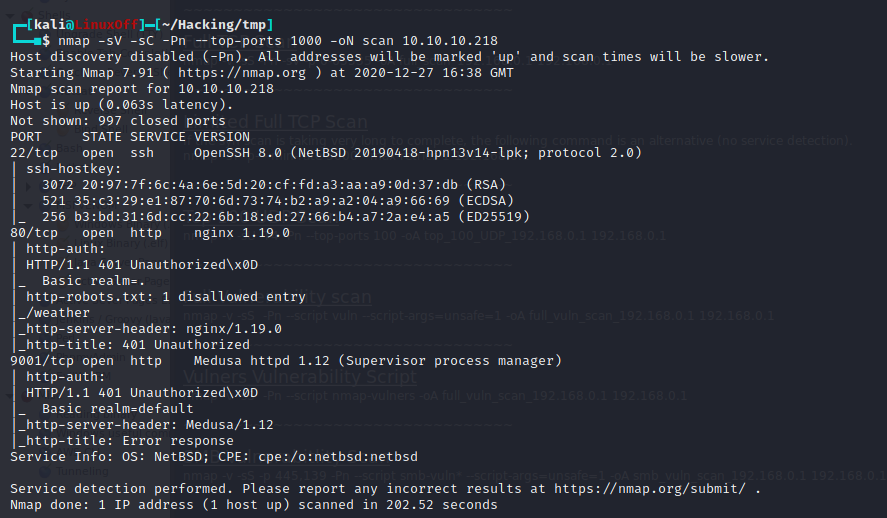 ┌─[kali@LinuxOff]─[~/Hacking/tmp]
└──■$ nmap -sV -sC -Pn --top-ports 1000 -oN scan 10.10.10.218
Host discovery disabled (-Pn). All addresses will be marked 'up' and scan times will be slower.
Starting Nmap 7.91 ( https://nmap.org ) at 2020-12-27 16:38 GMT
Nmap scan report for 10.10.10.218
Host is up (0.063s latency).
Not shown: 997 closed ports
PORT     STATE SERVICE VERSION
22/tcp   open  ssh     OpenSSH 8.0 (NetBSD 20190418-hpn13v14-lpk; protocol 2.0)
| ssh-hostkey:
|   3072 20:97:7f:6c:4a:6e:5d:20:cf:fd:a3:aa:a9:0d:37:db (RSA)
|   521 35:c3:29:e1:87:70:6d:73:74:b2:a9:a2:04:a9:66:69 (ECDSA)
|_  256 b3:bd:31:6d:cc:22:6b:18:ed:27:66:b4:a7:2a:e4:a5 (ED25519)
80/tcp   open  http    nginx 1.19.0
| http-auth:
| HTTP/1.1 401 Unauthorized\x0D
|_  Basic realm=.
| http-robots.txt: 1 disallowed entry
|_/weather
|_http-server-header: nginx/1.19.0
|_http-title: 401 Unauthorized
9001/tcp open  http    Medusa httpd 1.12 (Supervisor process manager)
| http-auth:
| HTTP/1.1 401 Unauthorized\x0D
|_  Basic realm=default
|_http-server-header: Medusa/1.12
|_http-title: Error response
Service Info: OS: NetBSD; CPE: cpe:/o:netbsd:netbsd
Service detection performed. Please report any incorrect results at https://nmap.org/submit/ .
Nmap done: 1 IP address (1 host up) scanned in 202.52 seconds